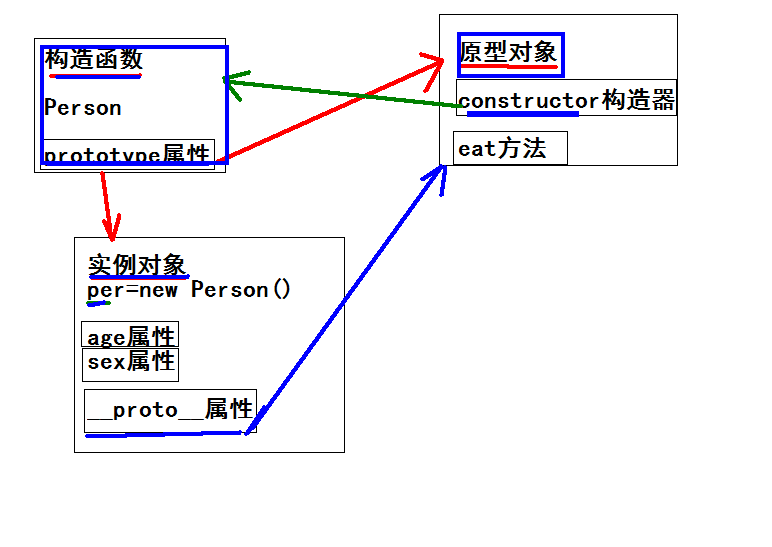 构造函数
Person
prototype属性
原型对象
constructor构造器
eat方法
实例对象
per=new Person()
age属性
sex属性
__proto__属性